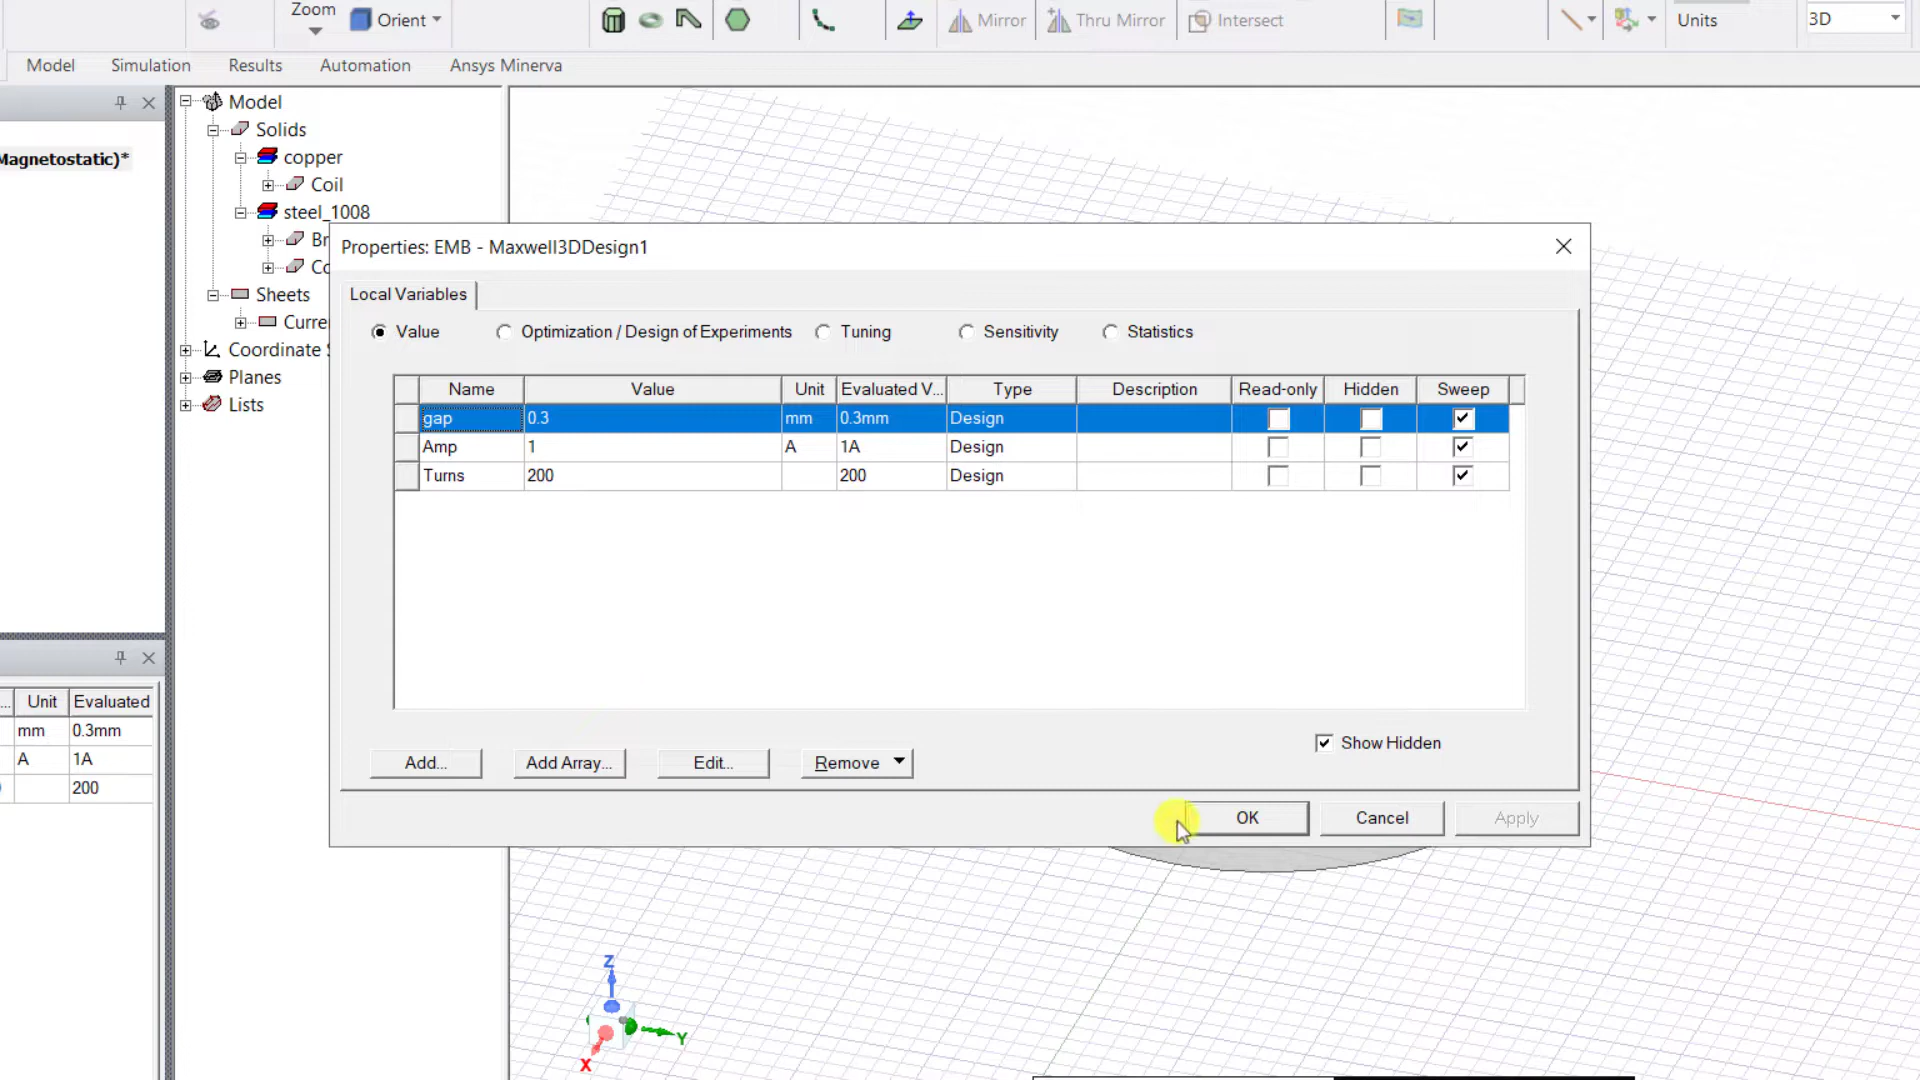 Zoom
Orient
Mirror
Thru Mirror
Intersect
Units
3D
Model
Simulation
Results
Automation
Ansys Minerva
Magnetostatic)*
Model
Solids
copper
Coil
steel_1008
Br
Co
Sheets
Curre
Coordinate S
Planes
Lists
Properties: EMB - Maxwell3DDesign1
Local Variables
Value
Optimization / Design of Experiments
Tuning
Sensitivity
Statistics
Name Value Unit Evaluated V... Type Description Read-only Hidden Sweep
gap 0.3 mm 0.3mm Design
Amp 1 A 1A Design
Turns 200 200 Design
Show Hidden
Add...
Add Array...
Edit...
Remove
OK
Cancel
Apply
... Unit Evaluated
mm 0.3mm
A 1A
200
Z
Y
X